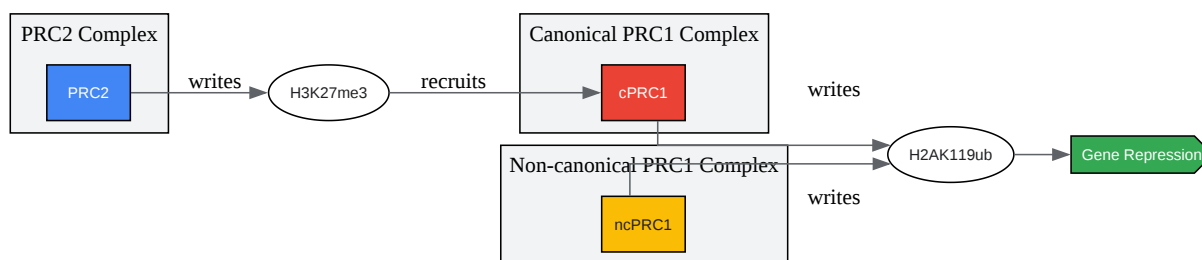 PRC2 Complex
PRC2
writes
H3K27me3
recruits
Canonical PRC1 Complex
cPRC1
writes
Non-canonical PRC1 Complex
ncPRC1
writes
H2AK119ub
Gene Repression